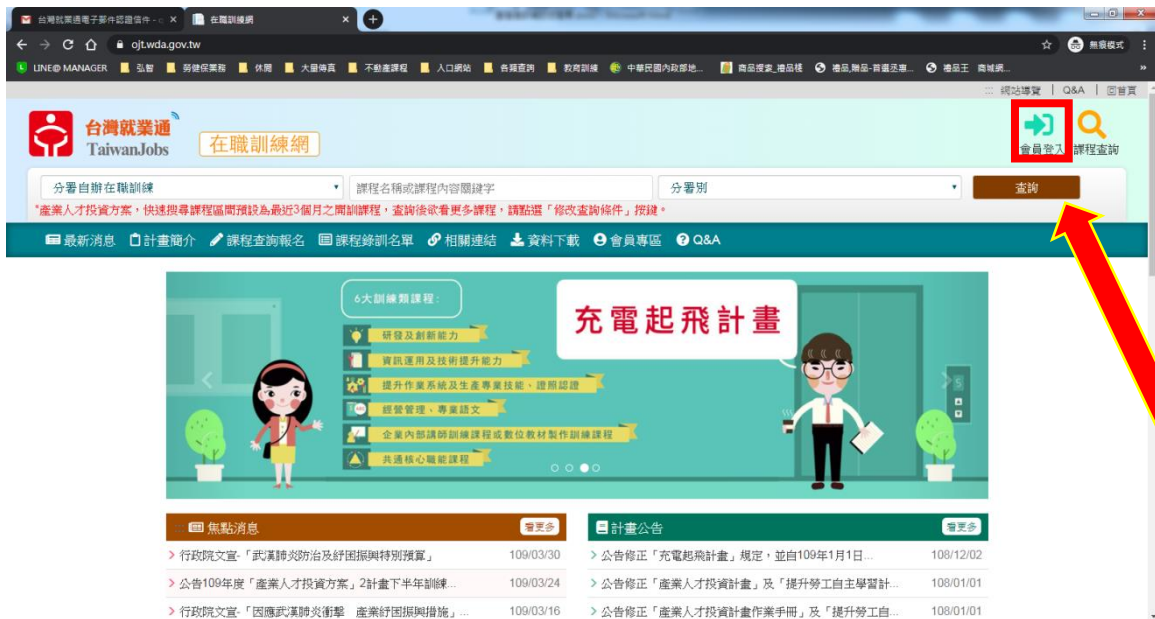 台灣就業通電子郵件認證信件 - c
在職訓練網
ojt.wda.gov.tw
無痕模式
LINE@ MANAGER 弘智 勞健保業務 休閒 大量傳真 不動產課程 人口網站 各類查詢 教育訓練 中華民國內政部地... 商品搜索_禮品棧 禮品,贈品-首選丞專... 禮品王 商城網...
網站導覽 | Q&A | 回首頁
台灣就業通
TaiwanJobs
在職訓練網
會員登入 課程查詢
分署自辦在職訓練 課程名稱或課程內容關鍵字 分署別 查詢
*產業人才投資方案，快速搜尋課程區間預設為最近3個月之開訓課程，查詢後欲看更多課程，請點選「修改查詢條件」按鍵。
最新消息 計畫簡介 課程查詢報名 課程錄訓名單 相關連結 資料下載 會員專區 Q&A
6大訓練類課程:
充電起飛計畫
研發及創新能力
資訊運用及技術提升能力
提升作業系統及生產專業技能、證照認證
經營管理、專業語文
企業內部講師訓練課程或數位教材製作訓練課程
共通核心職能課程
S
焦點消息 看更多
行政院文宣-「武漢肺炎防治及紓困振興特別預算」 109/03/30
公告109年度「產業人才投資方案」2計畫下半年訓練... 109/03/24
行政院文宣「因應武漢肺炎衝擊 產業紓困振興措施」... 109/03/16
計畫公告 看更多
公告修正「充電起飛計畫」規定，並自109年1月1日... 108/12/02
公告修正「產業人才投資計畫」及「提升勞工自主學習計... 108/01/01
公告修正「產業人才投資計畫作業手冊」及「提升勞工自... 108/01/01